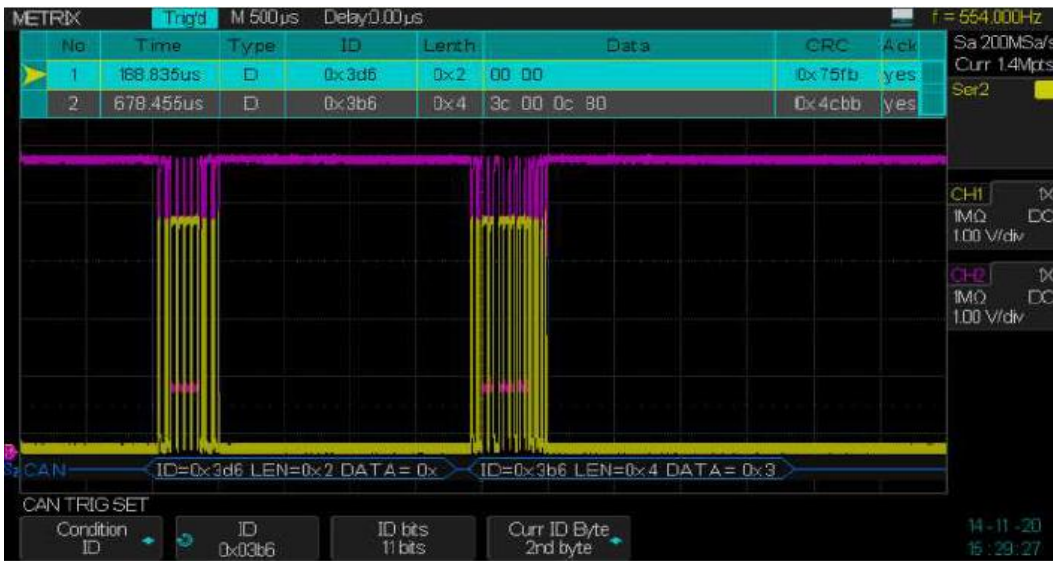 METRIX Trig'd M 500µs Delay:0.00µs f = 554.000Hz
No Time Type ID Lenth Data CRC Ack
1 188.835us D 0x3d6 0x2 00 00 0x75fb yes
2 678.455us D 0x3b6 0x4 3c 00 0c 80 0x4cbb yes
Sa 200MSa/s
Curr 1.4Mpts
Ser2
CH1 1X
1MΩ DC
1.00 V/div
CH2 1X
1MΩ DC
1.00 V/div
CAN ID=0x3d6 LEN=0x2 DATA= 0x ID=0x3b6 LEN=0x4 DATA= 0x3
CAN TRIG SET
Condition
ID
ID
0x03b6
ID bits
11 bits
Curr ID Byte
2nd byte
14-11-20
15:29:27